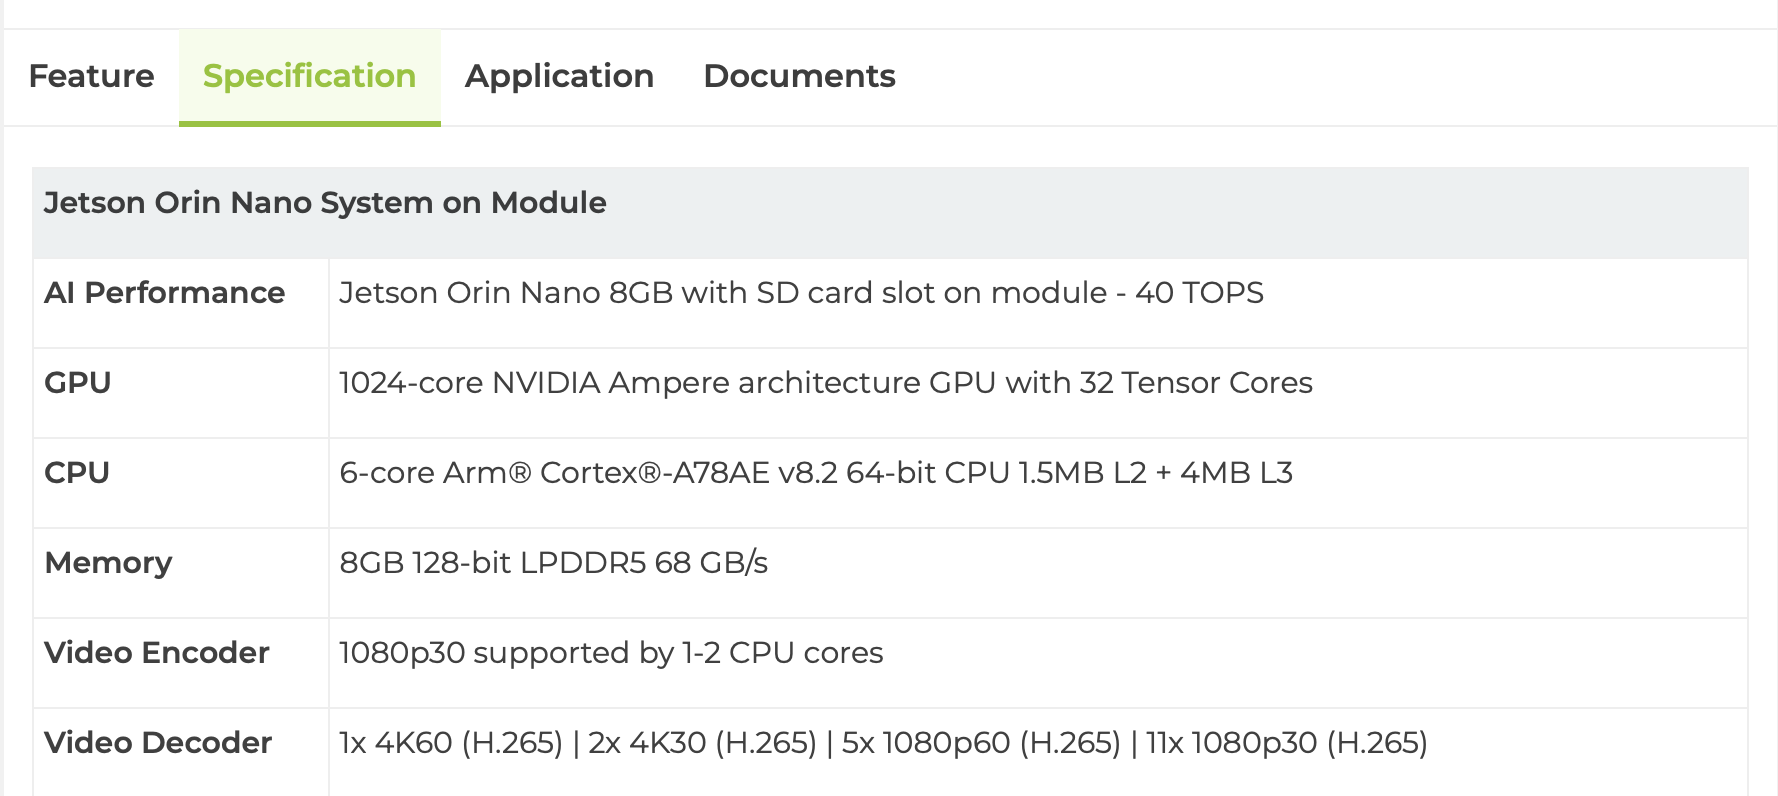 Feature Specification Application Documents
Jetson Orin Nano System on Module
AI Performance Jetson Orin Nano 8GB with SD card slot on module - 40 TOPS
GPU 1024-core NVIDIA Ampere architecture GPU with 32 Tensor Cores
CPU 6-core Arm® Cortex®-A78AE v8.2 64-bit CPU 1.5MB L2 + 4MB L3
Memory 8GB 128-bit LPDDR5 68 GB/s
Video Encoder 1080p30 supported by 1-2 CPU cores
Video Decoder 1x 4K60 (H.265) | 2x 4K30 (H.265) | 5x 1080p60 (H.265) | 11x 1080p30 (H.265)